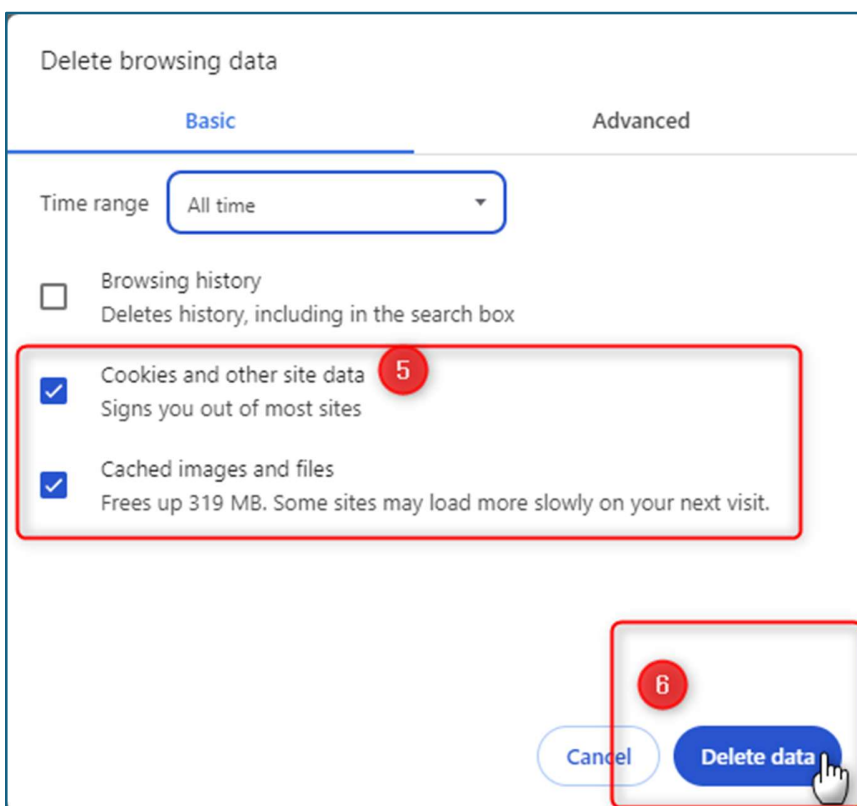 Delete browsing data
Basic Advanced
Time range All time
Browsing history
Deletes history, including in the search box
Cookies and other site data 5
Signs you out of most sites
Cached images and files
Frees up 319 MB. Some sites may load more slowly on your next visit.
6
Cancel Delete data